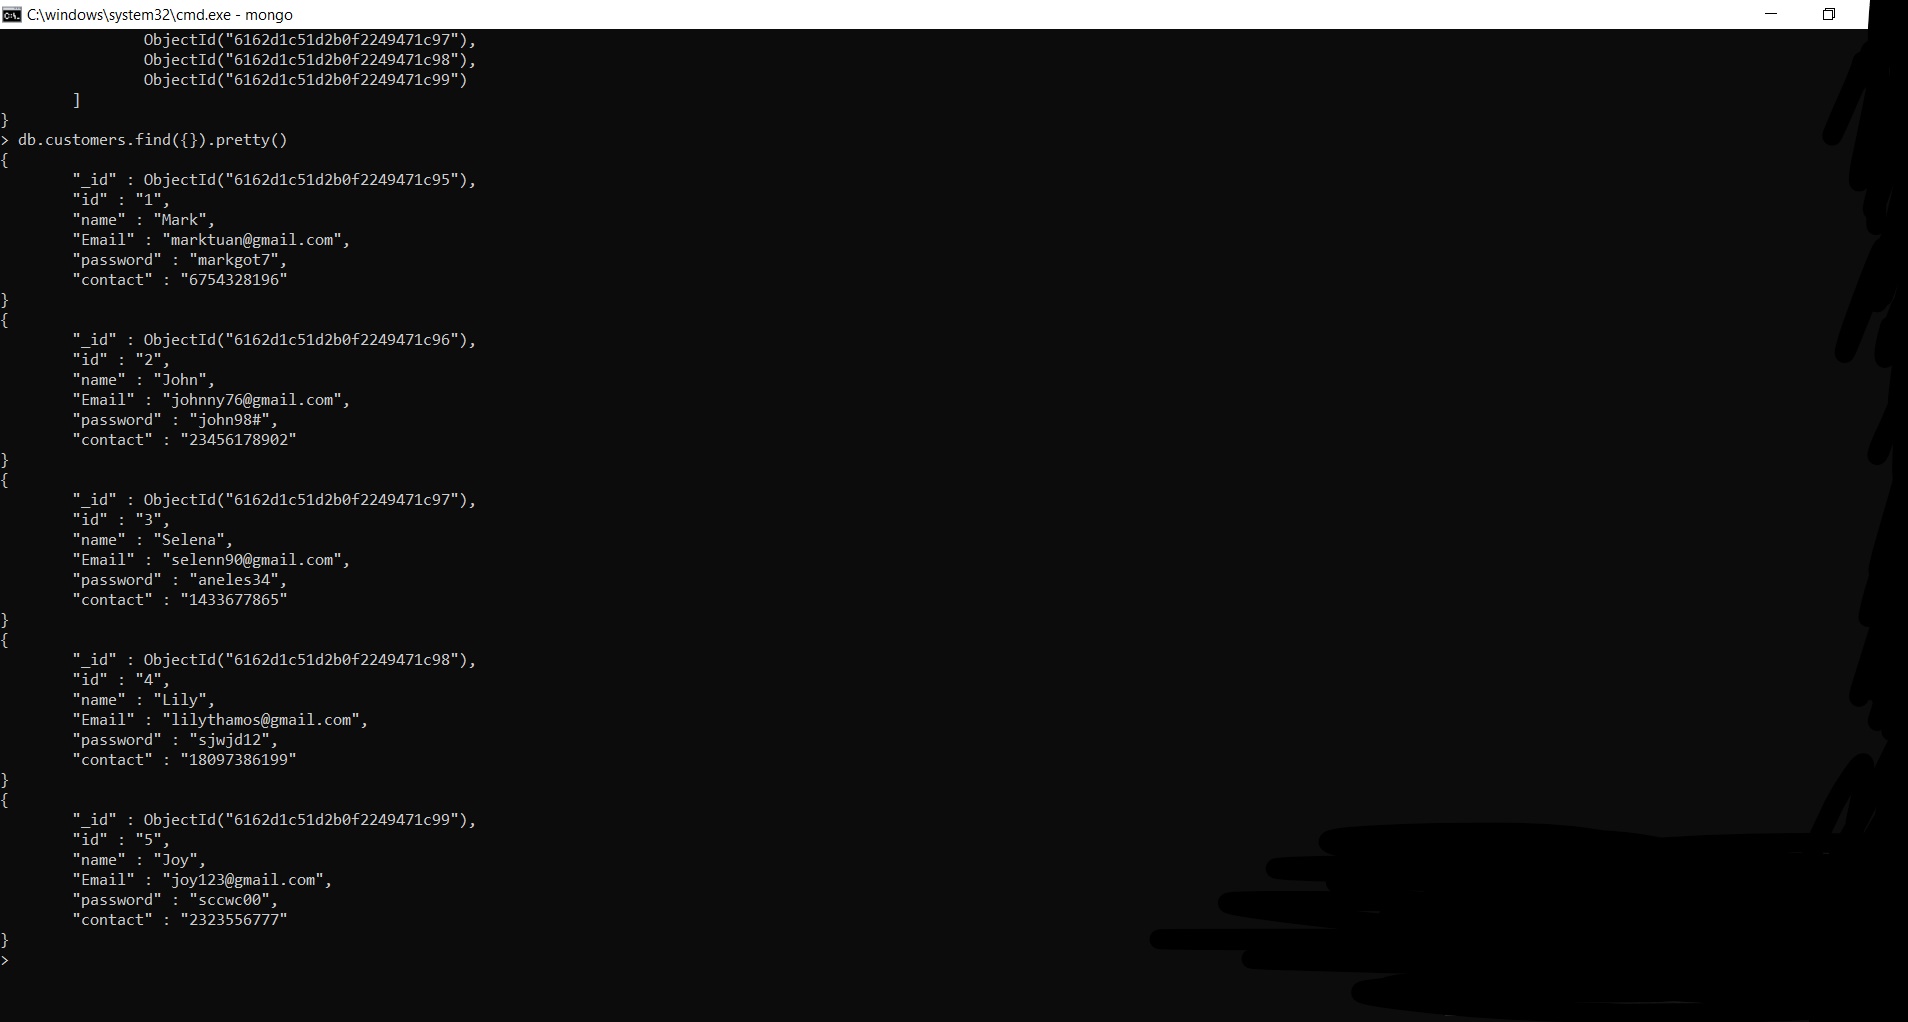 C:\windows\system32\cmd.exe - mongo
ObjectId("6162d1c51d2b0f2249471c97"),
ObjectId("6162d1c51d2b0f2249471c98"),
ObjectId("6162d1c51d2b0f2249471c99")
]
}
> db.customers.find({}).pretty()
{
"_id" : ObjectId("6162d1c51d2b0f2249471c95"),
"id" : "1",
"name" : "Mark",
"Email" : "marktuan@gmail.com",
"password" : "markgot7",
"contact" : "6754328196"
}
{
"_id" : ObjectId("6162d1c51d2b0f2249471c96"),
"id" : "2",
"name" : "John",
"Email" : "johnny76@gmail.com",
"password" : "john98#",
"contact" : "23456178902"
}
{
"_id" : ObjectId("6162d1c51d2b0f2249471c97"),
"id" : "3",
"name" : "Selena",
"Email" : "selenn90@gmail.com",
"password" : "aneles34",
"contact" : "1433677865"
}
{
"_id" : ObjectId("6162d1c51d2b0f2249471c98"),
"id" : "4",
"name" : "Lily",
"Email" : "lilythamos@gmail.com",
"password" : "sjwjd12",
"contact" : "18097386199"
}
{
"_id" : ObjectId("6162d1c51d2b0f2249471c99"),
"id" : "5",
"name" : "Joy",
"Email" : "joy123@gmail.com",
"password" : "sccwc00",
"contact" : "2323556777"
}
>